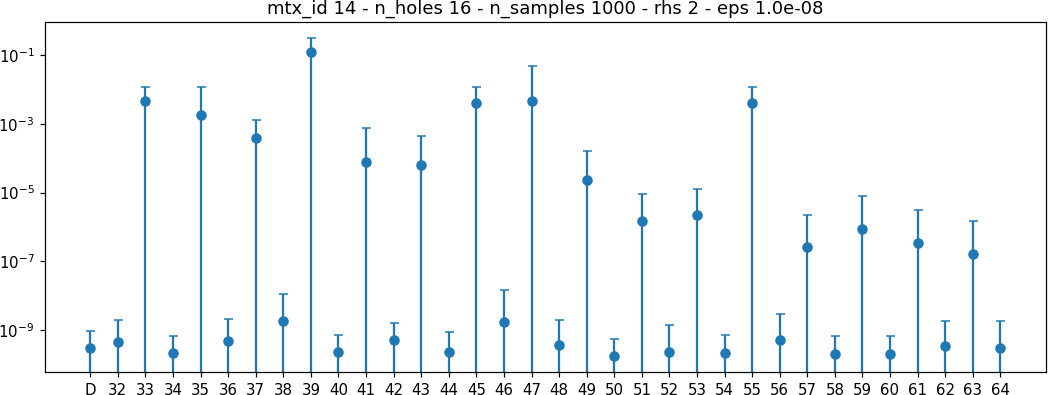 mtx_id 14 - n_holes 16 - n_samples 1000 - rhs 2 - eps 1.0e-08
10⁻¹
10⁻³
10⁻⁵
10⁻⁷
10⁻⁹
D 32 33 34 35 36 37 38 39 40 41 42 43 44 45 46 47 48 49 50 51 52 53 54 55 56 57 58 59 60 61 62 63 64